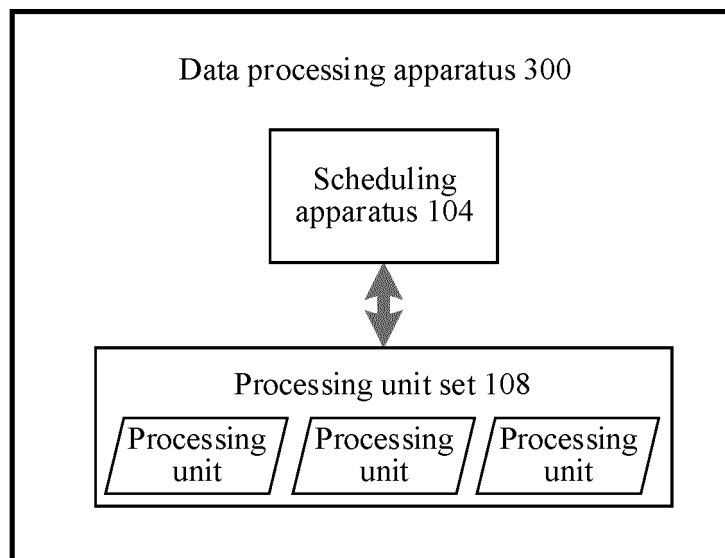 Data processing apparatus 300
Scheduling
apparatus 104
Processing unit set 108
Processing
unit
Processing
unit
Processing
unit